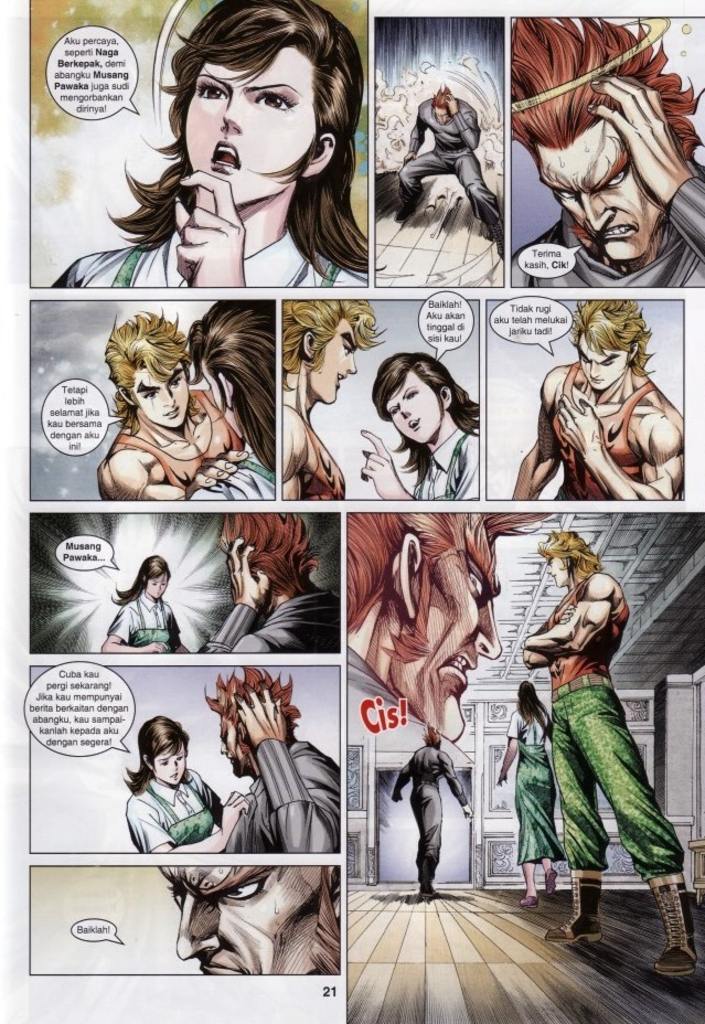 Aku percaya,
seperti Naga
Berkepak, demi
abangku Musang
Pawaka juga sudi
mengorbankan
dirinya!
Terima
kasih, Cik!
Tetapi
lebih
selamat jika
kau bersama
dengan aku
ini!
Baiklah!
Aku akan
tinggal di
sisi kau!
Tidak rugi
aku telah melukai
jariku tadi!
Musang
Pawaka...
Cuba kau
pergi sekarang!
Jika kau mempunyai
berita berkaitan dengan
abangku, kau sampai-
kanlah kepada aku
dengan segera!
Baiklah!
Cis!
21